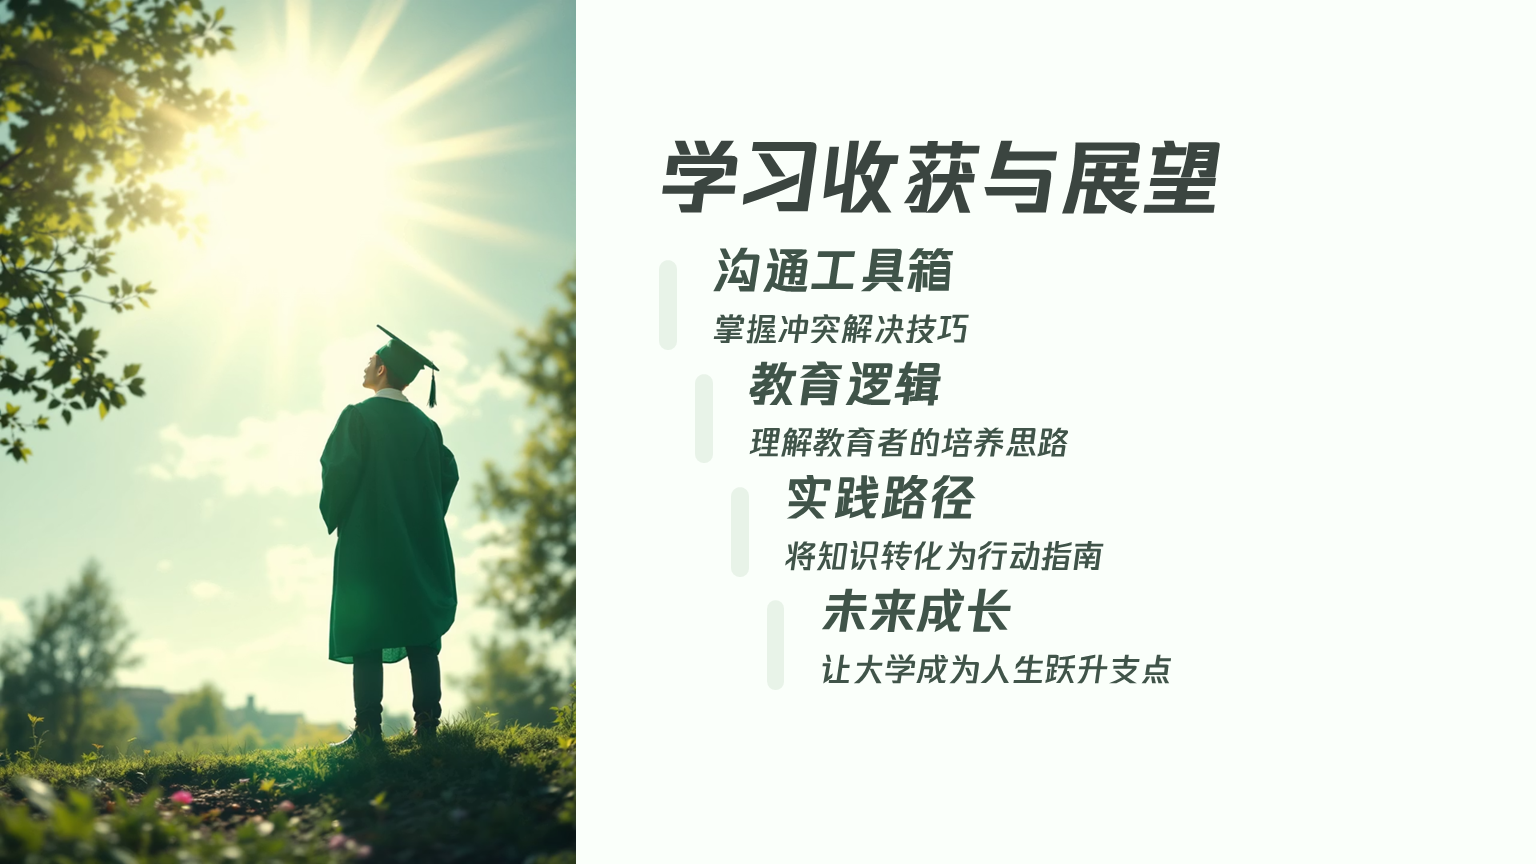 学习收获与展望
沟通工具箱
掌握冲突解决技巧
教育逻辑
理解教育者的培养思路
实践路径
将知识转化为行动指南
未来成长
让大学成为人生跃升支点